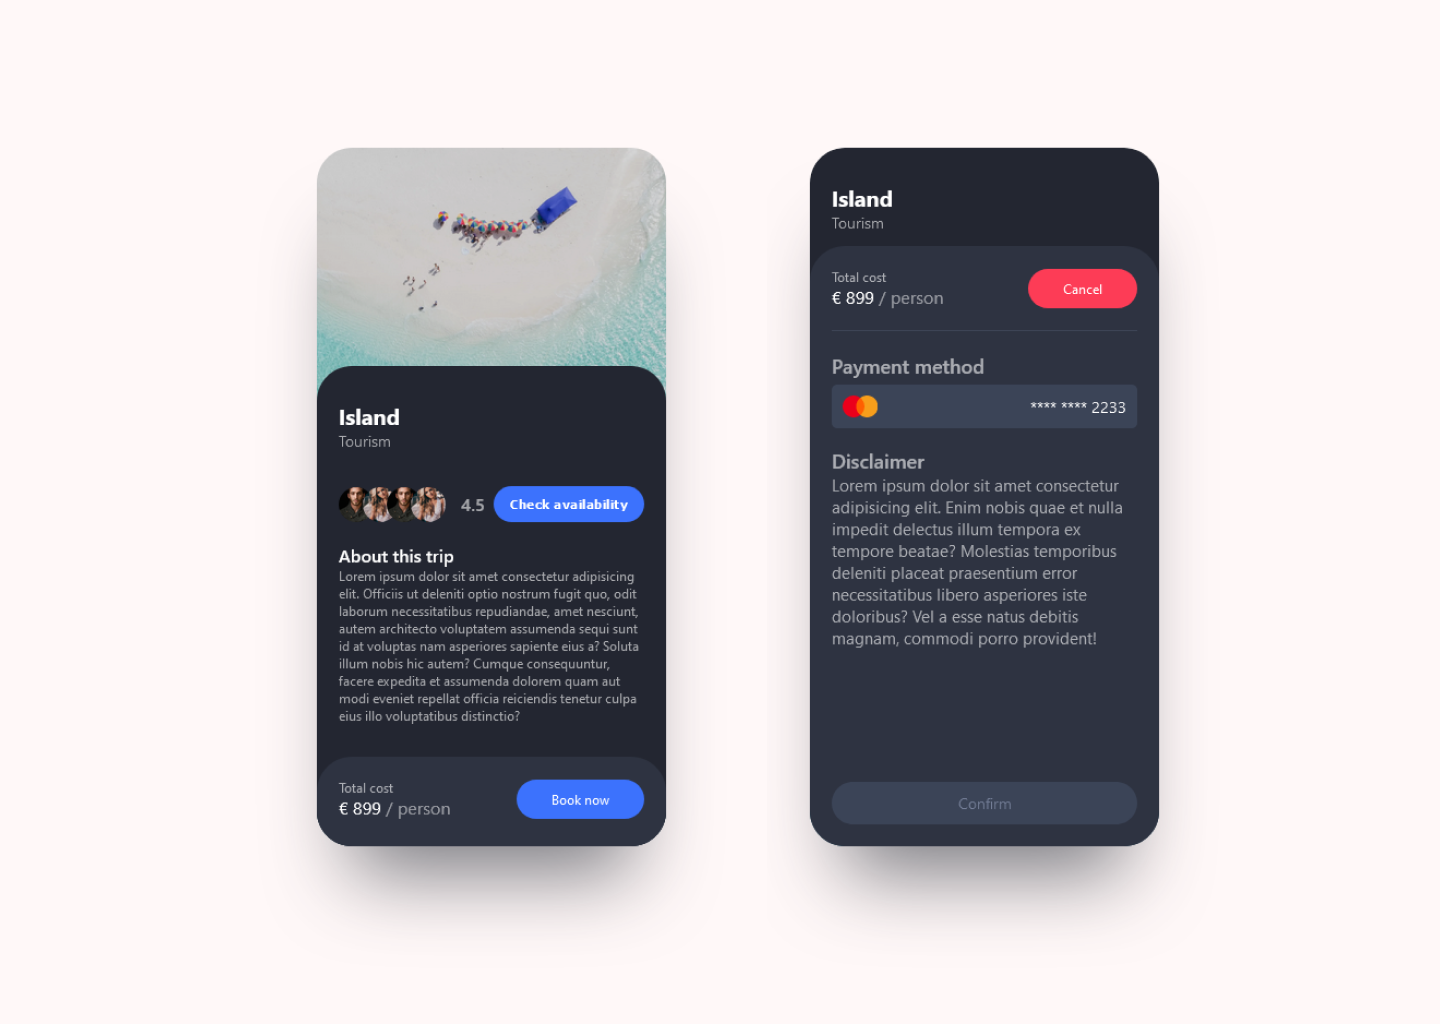 Island
Tourism
4.5
Check availability
About this trip
Lorem ipsum dolor sit amet consectetur adipisicing
elit. Officiis ut deleniti optio nostrum fugit quo, odit
laborum necessitatibus repudiandae, amet nesciunt,
autem architecto voluptatem assumenda sequi sunt
id at voluptas nam asperiores sapiente eius a? Soluta
illum nobis hic autem? Cumque consequuntur,
facere expedita et assumenda dolorem quam aut
modi eveniet repellat officia reiciendis tenetur culpa
eius illo voluptatibus distinctio?
Total cost
€ 899 / person
Book now
Island
Tourism
Total cost
€ 899 / person
Cancel
Payment method
**** **** 2233
Disclaimer
Lorem ipsum dolor sit amet consectetur
adipisicing elit. Enim nobis quae et nulla
impedit delectus illum tempora ex
tempore beatae? Molestias temporibus
deleniti placeat praesentium error
necessitatibus libero asperiores iste
doloribus? Vel a esse natus debitis
magnam, commodi porro provident!
Confirm